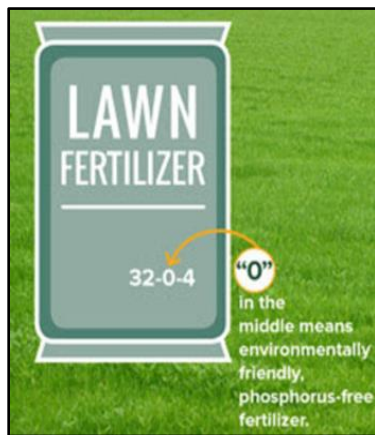 LAWN
FERTILIZER
32-0-4
"0"
in the
middle means
environmentally
friendly,
phosphorus-free
fertilizer.